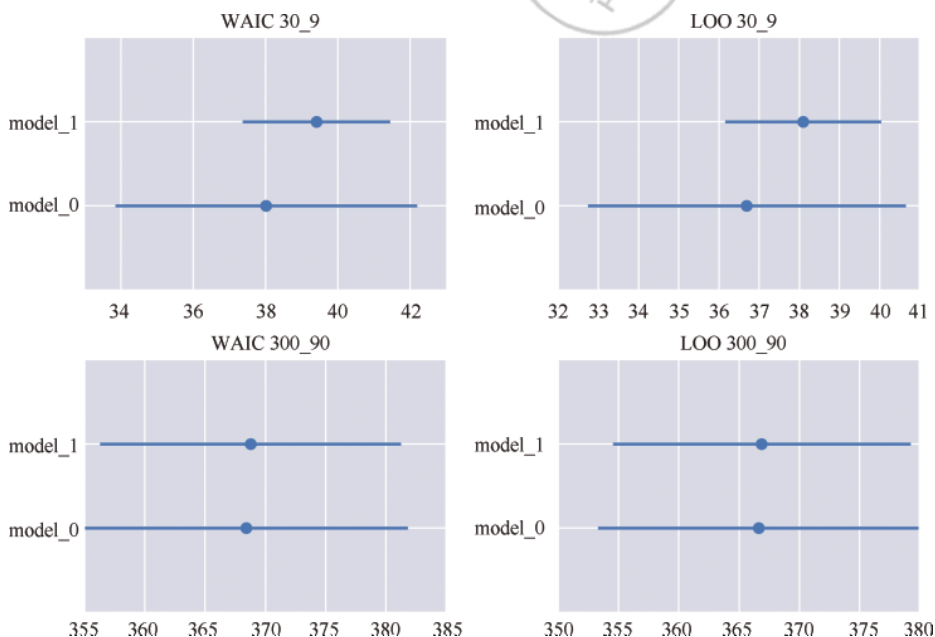 WAIC 30_9
model_1
model_0
34 36 38 40 42
LOO 30_9
model_1
model_0
32 33 34 35 36 37 38 39 40 41
WAIC 300_90
model_1
model_0
355 360 365 370 375 380 385
LOO 300_90
model_1
model_0
350 355 360 365 370 375 380